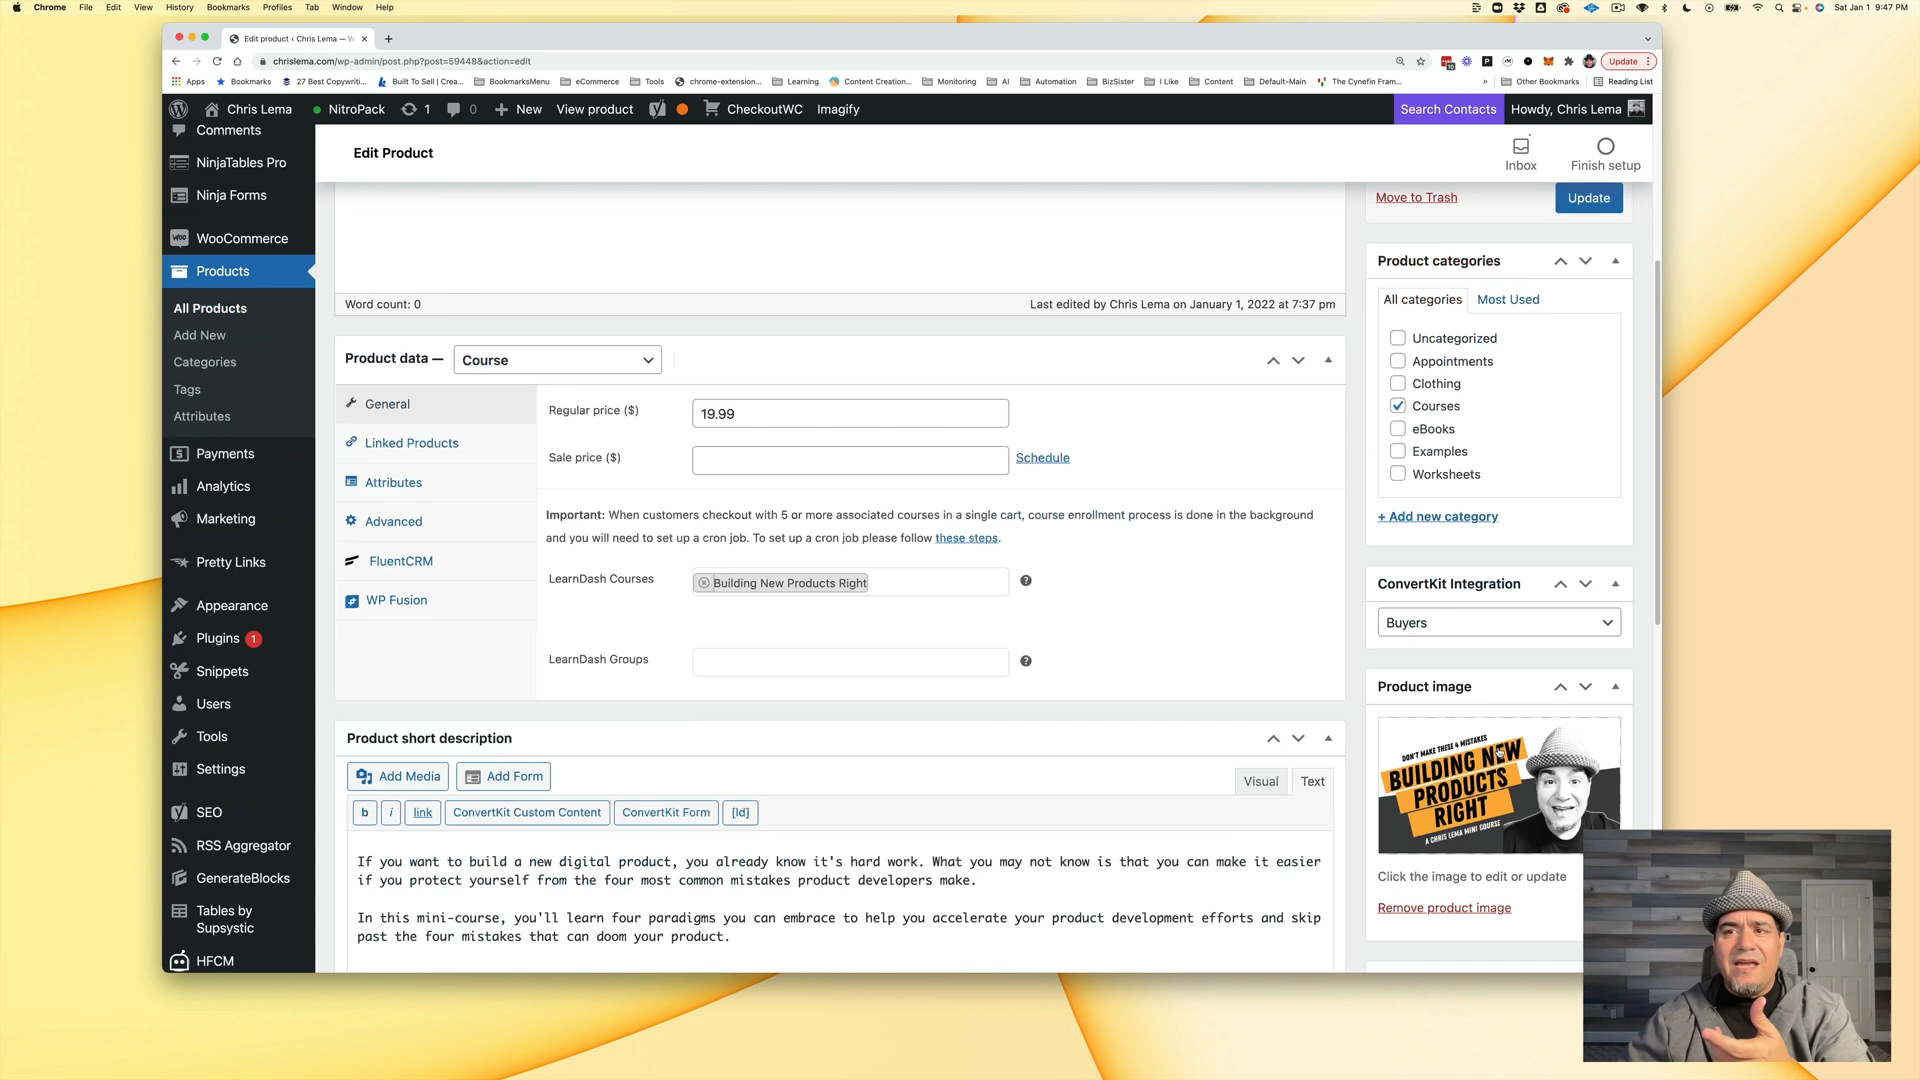 Chrome File Edit View History Bookmarks Profiles Tab Window Help
Sat Jan 1 9:47 PM
Edit product ‹ Chris Lema — W
chrislema.com/wp-admin/post.php?post=59448&action=edit
Update
Apps Bookmarks 27 Best Copywriti... Built To Sell | Crea... BookmarksMenu eCommerce Tools chrome-extension... Learning Content Creation... Monitoring AI Automation BizSister I Like Content Default-Main The Cynefin Fram... » Other Bookmarks Reading List
Chris Lema NitroPack 1 0 New View product CheckoutWC Imagify Search Contacts Howdy, Chris Lema
Comments
NinjaTables Pro
Ninja Forms
WooCommerce
Products
All Products
Add New
Categories
Tags
Attributes
Payments
Analytics
Marketing
Pretty Links
Appearance
Plugins 1
Snippets
Users
Tools
Settings
SEO
RSS Aggregator
GenerateBlocks
Tables by
Supsystic
HFCM
Edit Product
Inbox
Finish setup
Word count: 0
Last edited by Chris Lema on January 1, 2022 at 7:37 pm
Product data — Course
General
Linked Products
Attributes
Advanced
FluentCRM
WP Fusion
Regular price ($) 19.99
Sale price ($) Schedule
Important: When customers checkout with 5 or more associated courses in a single cart, course enrollment process is done in the background
and you will need to set up a cron job. To set up a cron job please follow these steps.
LearnDash Courses Building New Products Right
LearnDash Groups
Product short description
Add Media Add Form
Visual Text
b i link ConvertKit Custom Content ConvertKit Form [ld]
If you want to build a new digital product, you already know it's hard work. What you may not know is that you can make it easier
if you protect yourself from the four most common mistakes product developers make.
In this mini-course, you'll learn four paradigms you can embrace to help you accelerate your product development efforts and skip
past the four mistakes that can doom your product.
Move to Trash
Update
Product categories
All categories Most Used
Uncategorized
Appointments
Clothing
Courses
eBooks
Examples
Worksheets
+ Add new category
ConvertKit Integration
Buyers
Product image
DON'T MAKE THESE 4 MISTAKES
BUILDING NEW
PRODUCTS
RIGHT
A CHRIS LEMA MINI COURSE
Click the image to edit or update
Remove product image